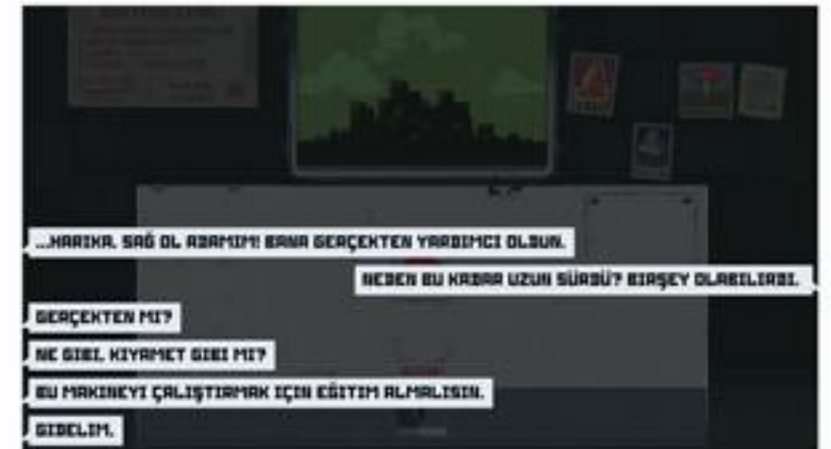 ...HARIKA, SAĞ OL ADAMIM! BANA GERÇEKTEN YARDIMCI OLDUN.
NEDEN BU KADAR UZUN SÜRDÜ? BIRŞEY OLABILIRDI.
GERÇEKTEN MI?
NE GIBI, KIYAMET GIBI MI?
BU MAKINEYI ÇALIŞTIRMAK IÇIN EĞITIM ALMALISIN.
GIDELIM.